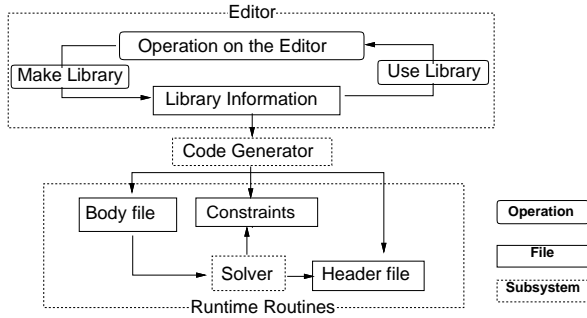 Editor
Operation on the Editor
Make Library
Use Library
Library Information
Code Generator
Body file
Constraints
Operation
File
Solver
Header file
Subsystem
Runtime Routines